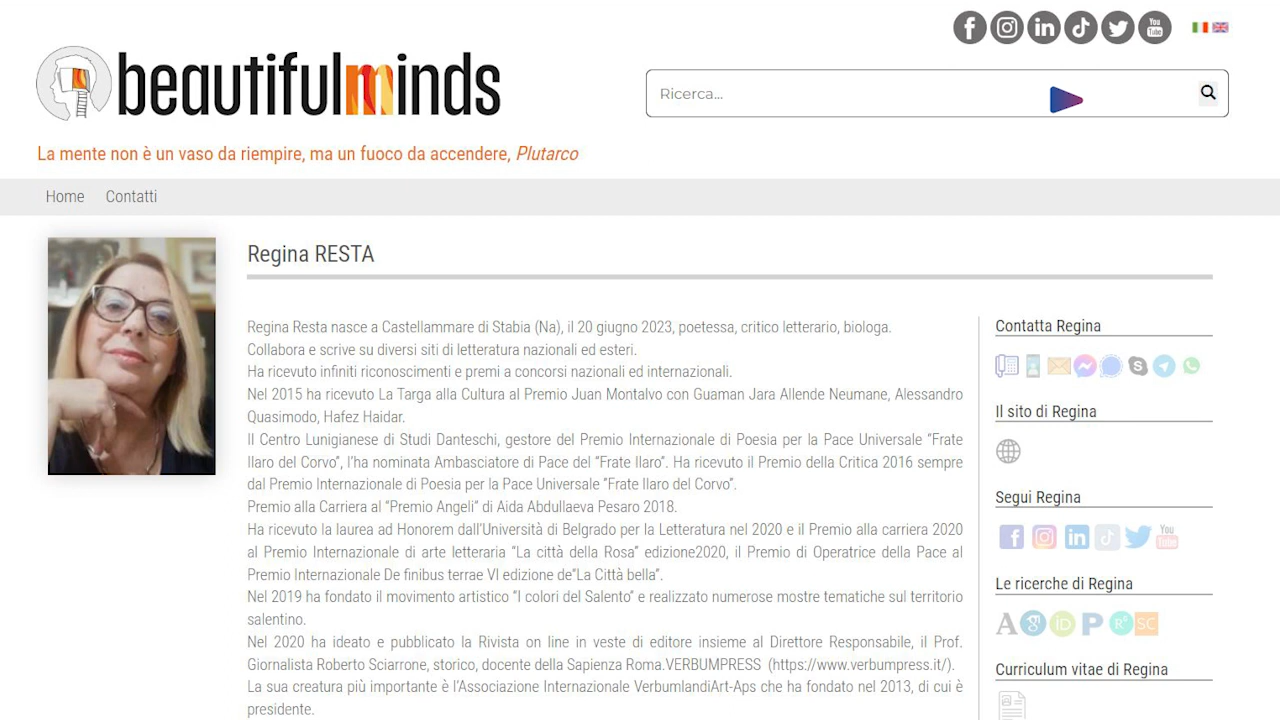 You
Tube
beautifulminds
Ricerca...
La mente non è un vaso da riempire, ma un fuoco da accendere, Plutarco
Home Contatti
Regina RESTA
Regina Resta nasce a Castellammare di Stabia (Na), il 20 giugno 2023, poetessa, critico letterario, biologa.
Collabora e scrive su diversi siti di letteratura nazionali ed esteri.
Ha ricevuto infiniti riconoscimenti e premi a concorsi nazionali ed internazionali.
Nel 2015 ha ricevuto La Targa alla Cultura al Premio Juan Montalvo con Guaman Jara Allende Neumane, Alessandro
Quasimodo, Hafez Haidar.
Il Centro Lunigianese di Studi Danteschi, gestore del Premio Internazionale di Poesia per la Pace Universale “Frate
Ilaro del Corvo”, l’ha nominata Ambasciatore di Pace del “Frate Ilaro”. Ha ricevuto il Premio della Critica 2016 sempre
dal Premio Internazionale di Poesia per la Pace Universale ”Frate Ilaro del Corvo”.
Premio alla Carriera al “Premio Angeli” di Aida Abdullaeva Pesaro 2018.
Ha ricevuto la laurea ad Honorem dall’Università di Belgrado per la Letteratura nel 2020 e il Premio alla carriera 2020
al Premio Internazionale di arte letteraria “La città della Rosa” edizione2020, il Premio di Operatrice della Pace al
Premio Internazionale De finibus terrae VI edizione de“La Città bella”.
Nel 2019 ha fondato il movimento artistico “I colori del Salento” e realizzato numerose mostre tematiche sul territorio
salentino.
Nel 2020 ha ideato e pubblicato la Rivista on line in veste di editore insieme al Direttore Responsabile, il Prof.
Giornalista Roberto Sciarrone, storico, docente della Sapienza Roma.VERBUMPRESS (https://www.verbumpress.it/).
La sua creatura più importante è l’Associazione Internazionale VerbumlandiArt-Aps che ha fondato nel 2013, di cui è
presidente.
Contatta Regina
Il sito di Regina
Segui Regina
You
Tube
Le ricerche di Regina
A g iD P R SC
Curriculum vitae di Regina